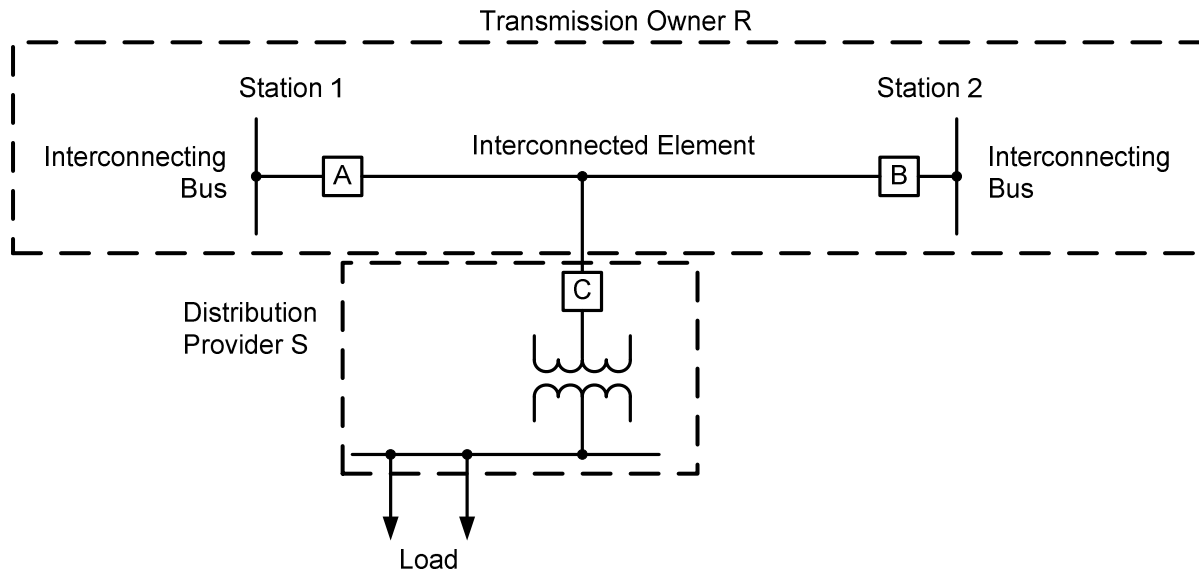 Transmission Owner R
Station 1
Station 2
Interconnecting
Bus
A
Interconnected Element
B
Interconnecting
Bus
C
Distribution
Provider S
Load